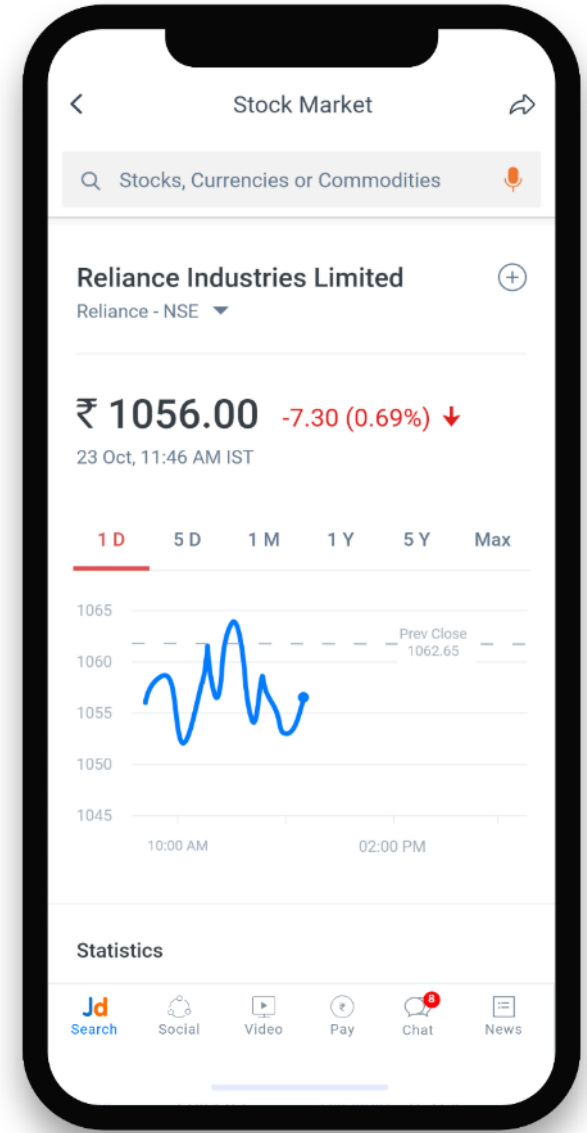 Stock Market
Stocks, Currencies or Commodities
Reliance Industries Limited
Reliance - NSE
₹ 1056.00 -7.30 (0.69%)
23 Oct, 11:46 AM IST
1 D 5 D 1 M 1 Y 5 Y Max
1065
Prev Close
1062.65
1060
1055
1050
1045
10:00 AM 02:00 PM
Statistics
Jd ₹ 8
Search Social Video Pay Chat News